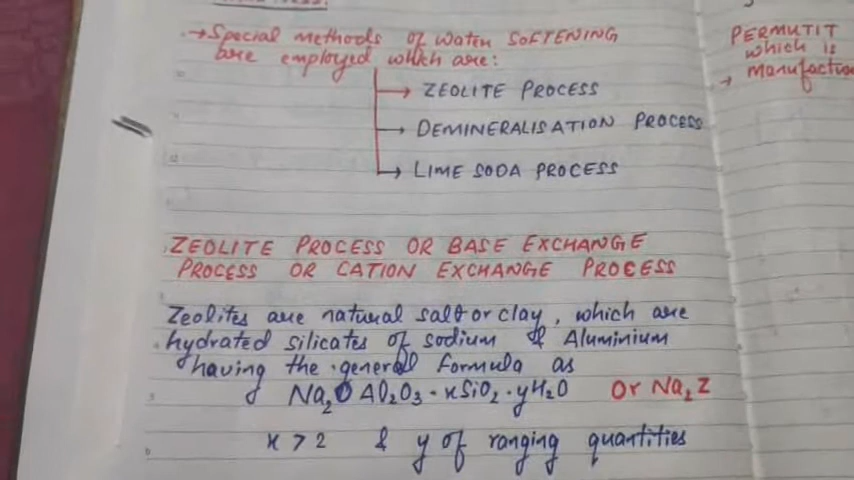 → Special methods of water SOFTENING
are employed which are:
→ ZEOLITE PROCESS
→ DEMINERALISATION PROCESS
→ LIME SODA PROCESS
ZEOLITE PROCESS OR BASE EXCHANGE
PROCESS OR CATION EXCHANGE PROCESS
Zeolites are natural salt or clay, which are
hydrated silicates of sodium & Aluminium
having the general formula as
Na₂O Al₂O₃ · xSiO₂ · yH₂O Or Na₂Z
x > 2 & y of ranging quantities
PERMUTIT
which is
→